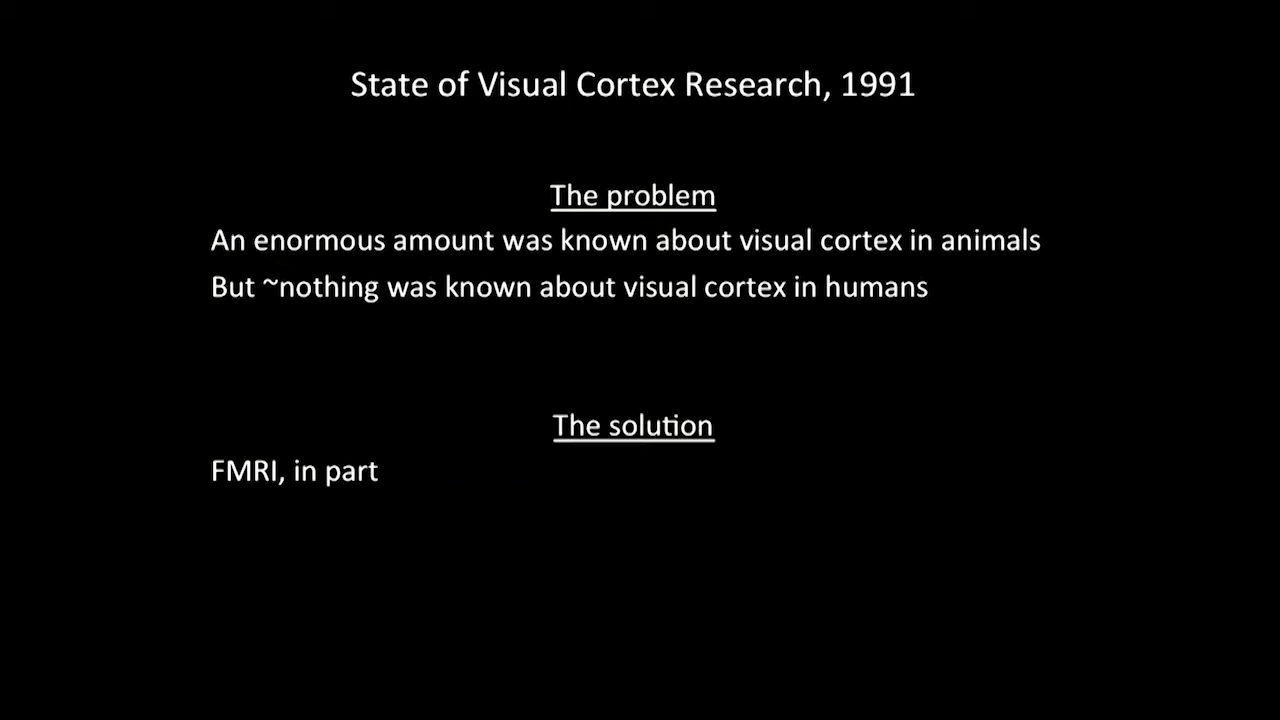 State of Visual Cortex Research, 1991
The problem
An enormous amount was known about visual cortex in animals
But ~nothing was known about visual cortex in humans
The solution
FMRI, in part